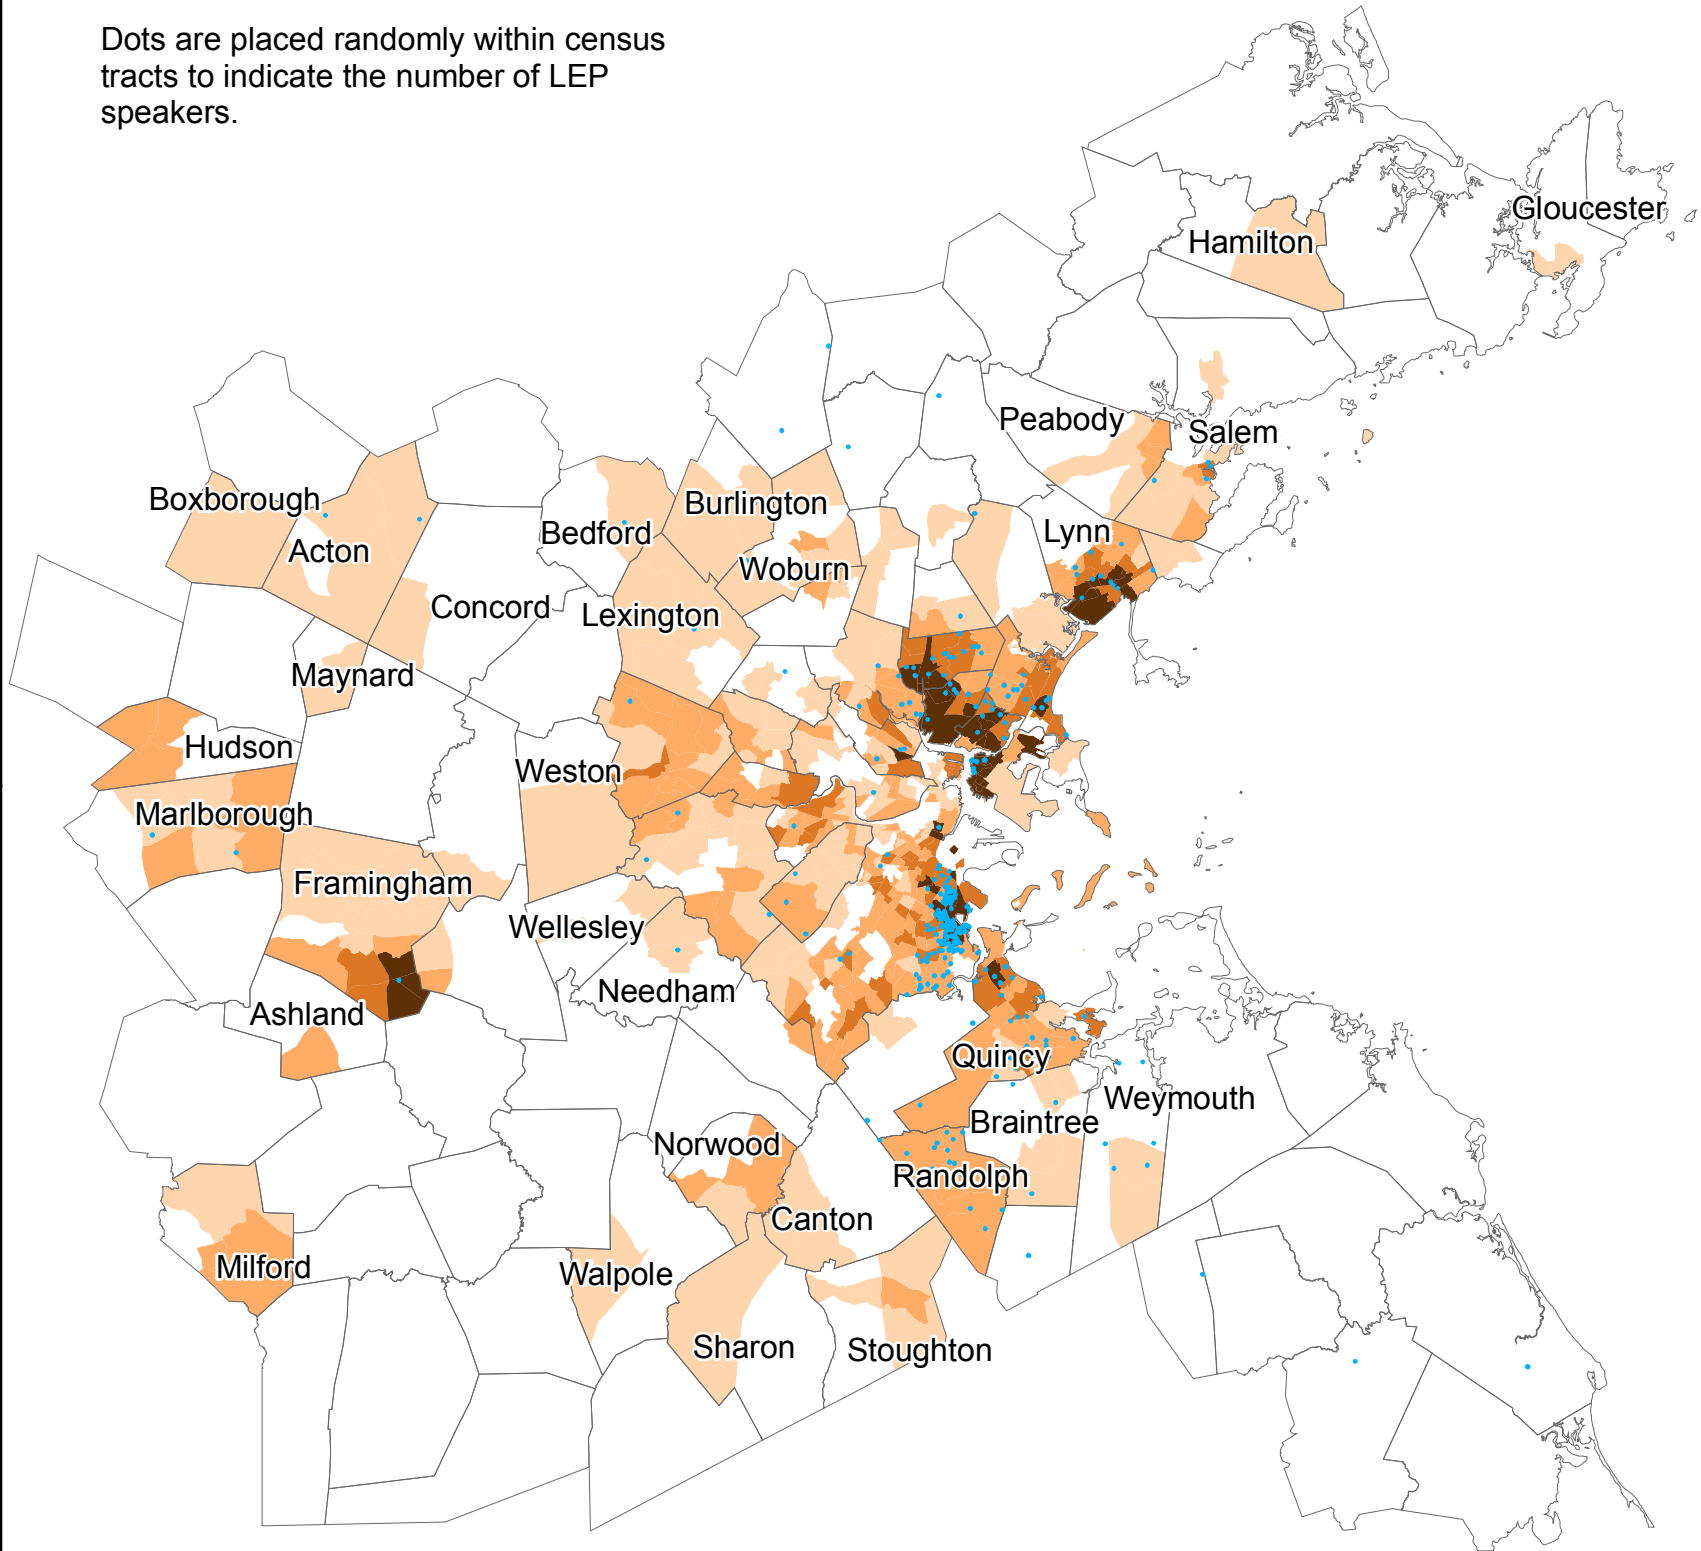 Dots are placed randomly within census
tracts to indicate the number of LEP
speakers.
Gloucester
Hamilton
Peabody
Salem
Boxborough
Burlington
Bedford
Lynn
Acton
Woburn
Concord
Lexington
Maynard
Hudson
Weston
Marlborough
Framingham
Wellesley
Needham
Ashland
Quincy
Weymouth
Braintree
Norwood
Randolph
Canton
Milford
Walpole
Sharon
Stoughton